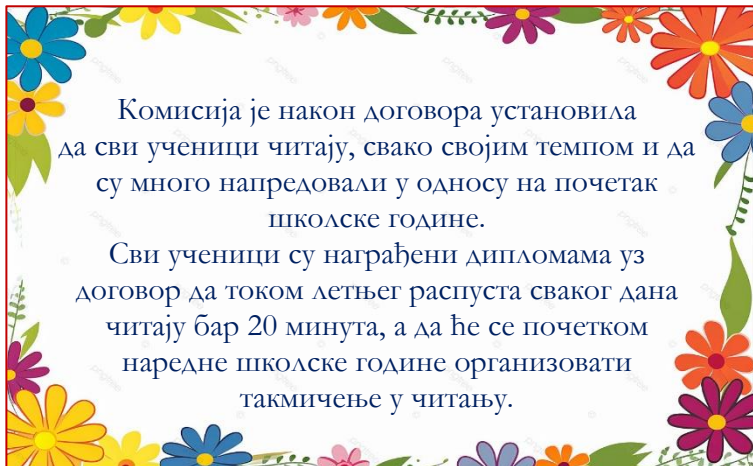 Комисија је након договора установила
да сви ученици читају, свако својим темпом и да
су много напредовали у односу на почетак
школске године.
Сви ученици су награђени дипломама уз
договор да током летњег распуста сваког дана
читају бар 20 минута, а да ће се почетком
наредне школске године организовати
такмичење у читању.